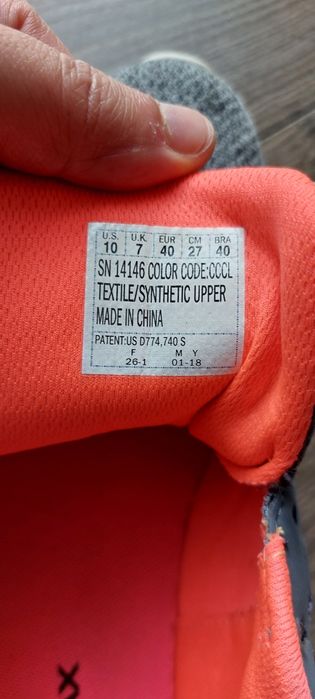 U.S. U.K. EUR CM BRA
10 7 40 27 40
SN 14146 COLOR CODE:CCCL
TEXTILE/SYNTHETIC UPPER
MADE IN CHINA
PATENT:US D774,740 S
F M Y
26-1 01-18